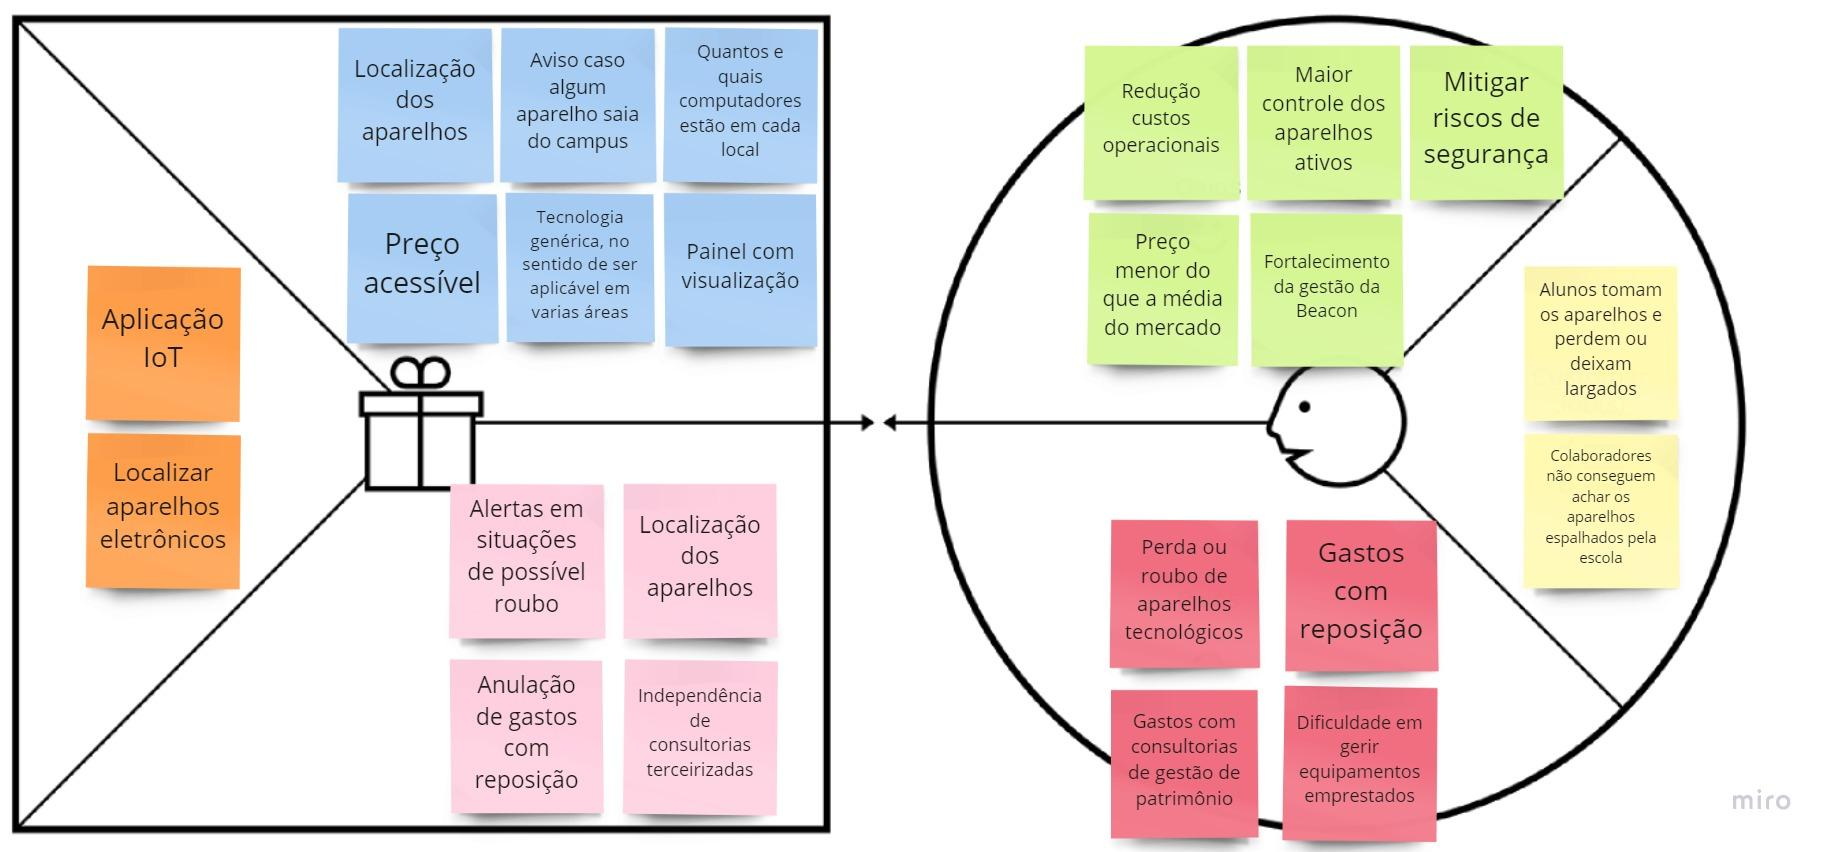 Localização
dos
aparelhos
Aviso caso
algum
aparelho saia
do campus
Quantos e
quais
computadores
estão em cada
local
Preço
acessível
Tecnologia
genérica, no
sentido de ser
aplicável em
varias áreas
Painel com
visualização
Aplicação
IoT
Localizar
aparelhos
eletrônicos
Alertas em
situações
de possível
roubo
Localização
dos
aparelhos
Anulação
de gastos
com
reposição
Independência
de
consultorias
terceirizadas
Redução
custos
operacionais
Maior
controle dos
aparelhos
ativos
Mitigar
riscos de
segurança
Preço
menor do
que a média
do mercado
Fortalecimento
da gestão da
Beacon
Alunos tomam
os aparelhos e
perdem ou
deixam
largados
Colaboradores
não conseguem
achar os
aparelhos
espalhados pela
escola
Perda ou
roubo de
aparelhos
tecnológicos
Gastos
com
reposição
Gastos com
consultorias
de gestão de
patrimônio
Dificuldade em
gerir
equipamentos
emprestados
miro